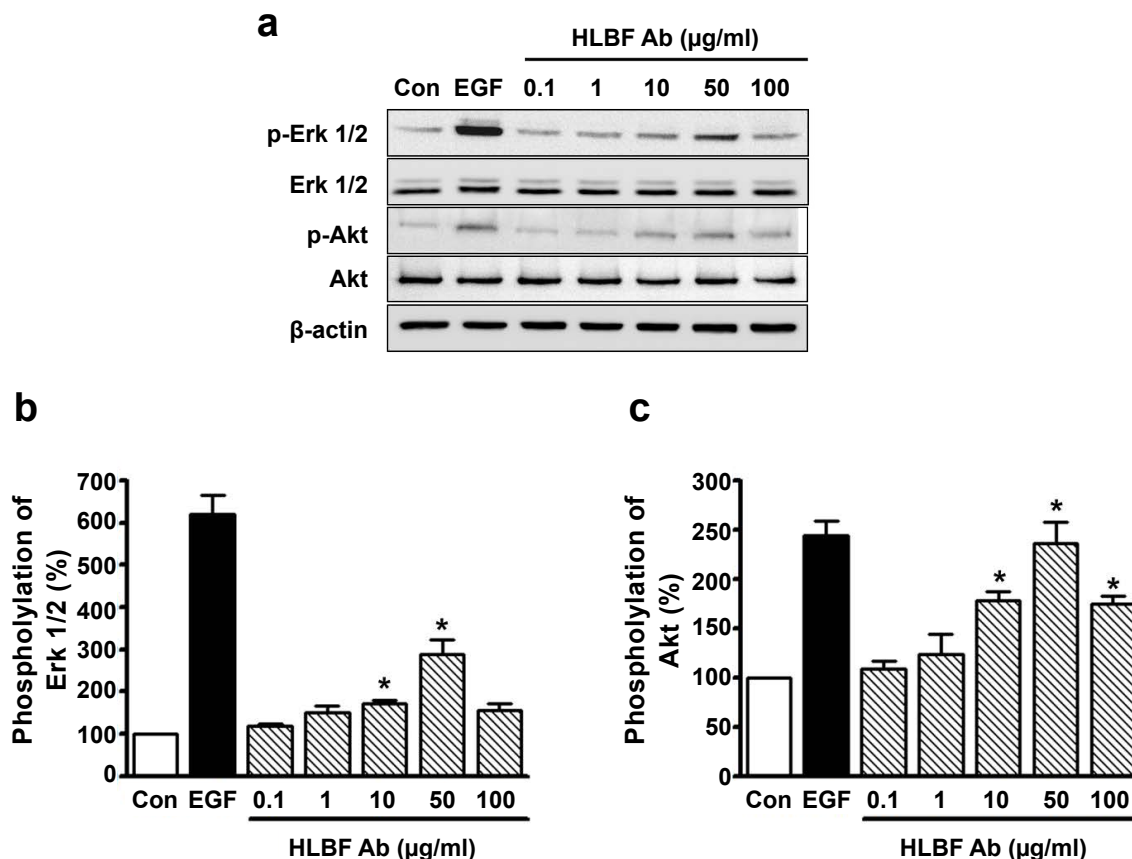 a
HLBF Ab (µg/ml)
Con EGF 0.1 1 10 50 100
p-Erk 1/2
Erk 1/2
p-Akt
Akt
β-actin
b
Phospholylation of
Erk 1/2 (%)
700
600
500
400
300
200
100
0
*
*
Con EGF 0.1 1 10 50 100
HLBF Ab (µg/ml)
c
Phospholylation of
Akt (%)
300
250
200
150
100
50
0
*
*
*
Con EGF 0.1 1 10 50 100
HLBF Ab (µg/ml)